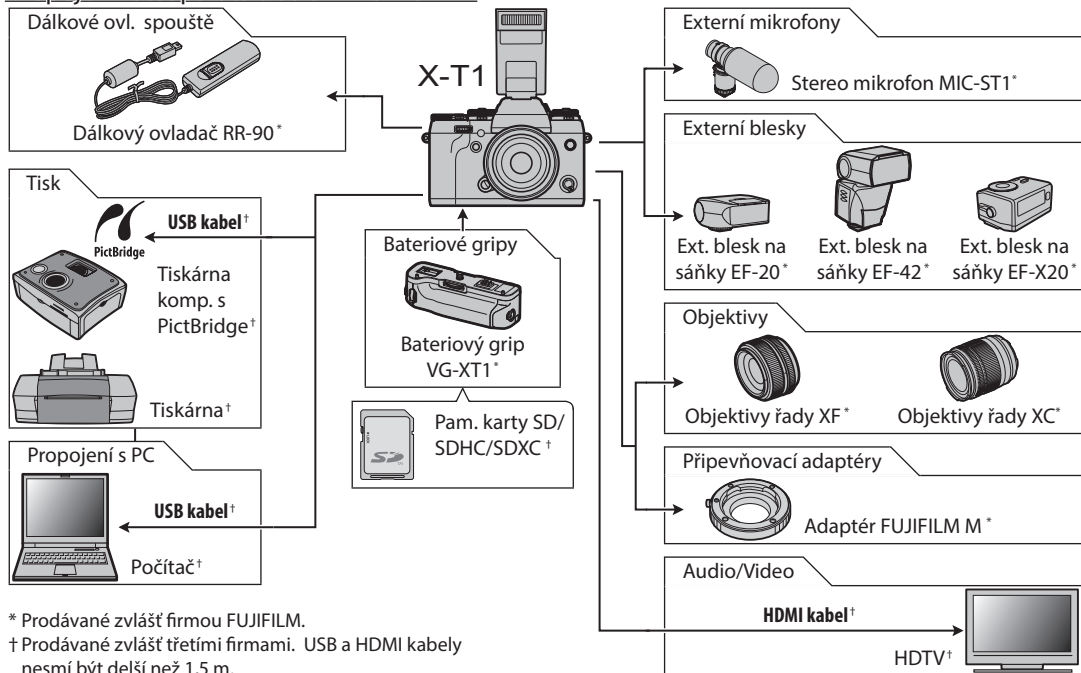 Dálkové ovl. spouště
Dálkový ovladač RR-90*
X-T1
Tisk
PictBridge
USB kabel†
Tiskárna
komp. s
PictBridge†
Tiskárna†
Propojení s PC
USB kabel†
Počítač†
Bateriové gripy
Bateriový grip
VG-XT1*
Pam. karty SD/
SDHC/SDXC†
Externí mikrofony
Stereo mikrofon MIC-ST1*
Externí blesky
Ext. blesk na
sáňky EF-20*
Ext. blesk na
sáňky EF-42*
Ext. blesk na
sáňky EF-X20*
Objektivy
Objektivy řady XF*
Objektivy řady XC*
Připevňovací adaptéry
Adaptér FUJIFILM M*
Audio/Video
HDMI kabel†
HDTV†
* Prodávané zvlášť firmou FUJIFILM.
† Prodávané zvlášť třetími firmami. USB a HDMI kabely
nesmí být delší než 1,5 m.